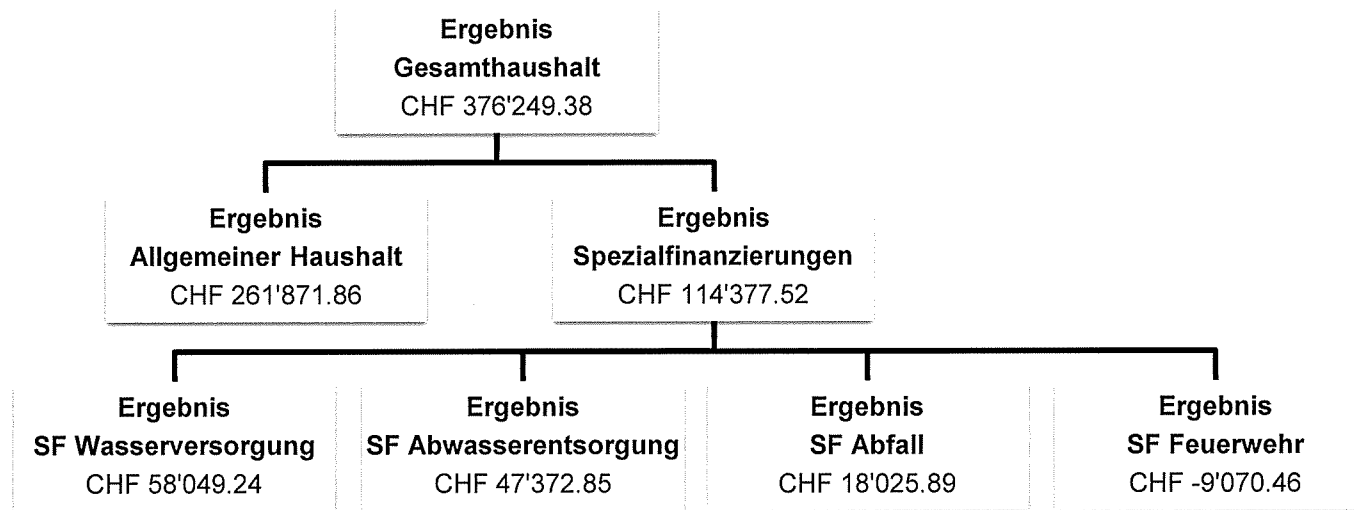 Ergebnis
Gesamthaushalt
CHF 376'249.38
Ergebnis
Allgemeiner Haushalt
CHF 261'871.86
Ergebnis
Spezialfinanzierungen
CHF 114'377.52
Ergebnis
SF Wasserversorgung
CHF 58'049.24
Ergebnis
SF Abwasserentsorgung
CHF 47'372.85
Ergebnis
SF Abfall
CHF 18'025.89
Ergebnis
SF Feuerwehr
CHF -9'070.46